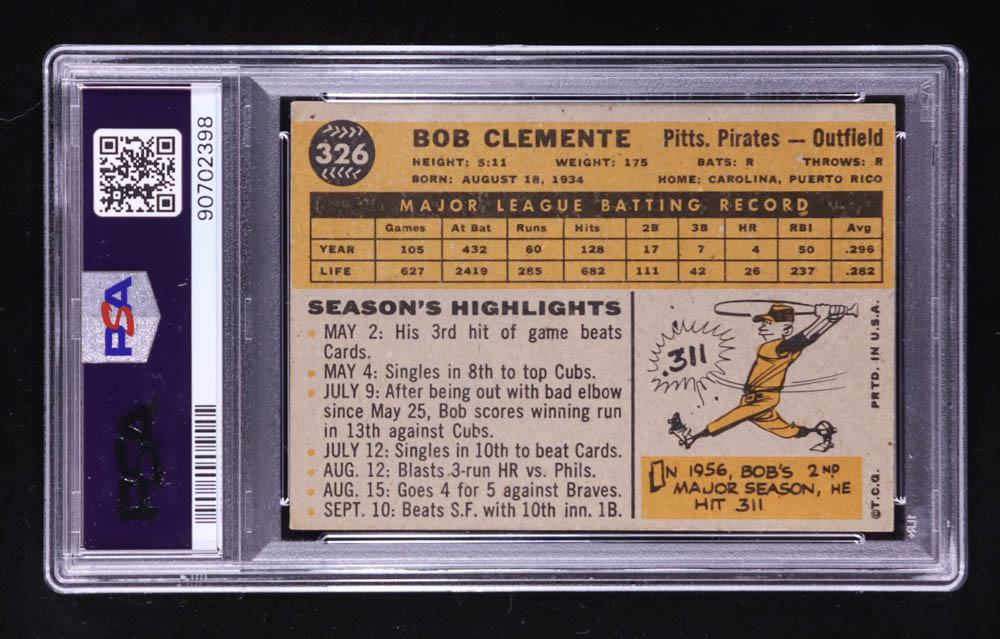 90702398
PSA
PSA
326
BOB CLEMENTE Pitts. Pirates — Outfield
HEIGHT: 5:11 WEIGHT: 175 BATS: R THROWS: R
BORN: AUGUST 18, 1934 HOME: CAROLINA, PUERTO RICO
MAJOR LEAGUE BATTING RECORD
Games At Bat Runs Hits 2B 3B HR RBI Avg
YEAR 105 432 60 128 17 7 4 50 .296
LIFE 627 2419 285 682 111 42 26 237 .282
SEASON'S HIGHLIGHTS
MAY 2: His 3rd hit of game beats
Cards.
MAY 4: Singles in 8th to top Cubs.
JULY 9: After being out with bad elbow
since May 25, Bob scores winning run
in 13th against Cubs.
JULY 12: Singles in 10th to beat Cards.
AUG. 12: Blasts 3-run HR vs. Phils.
AUG. 15: Goes 4 for 5 against Braves.
SEPT. 10: Beats S.F. with 10th inn. 1B.
.311
IN 1956, BOB'S 2ND
MAJOR SEASON, HE
HIT 311
©T.C.G. PRTD. IN U.S.A.